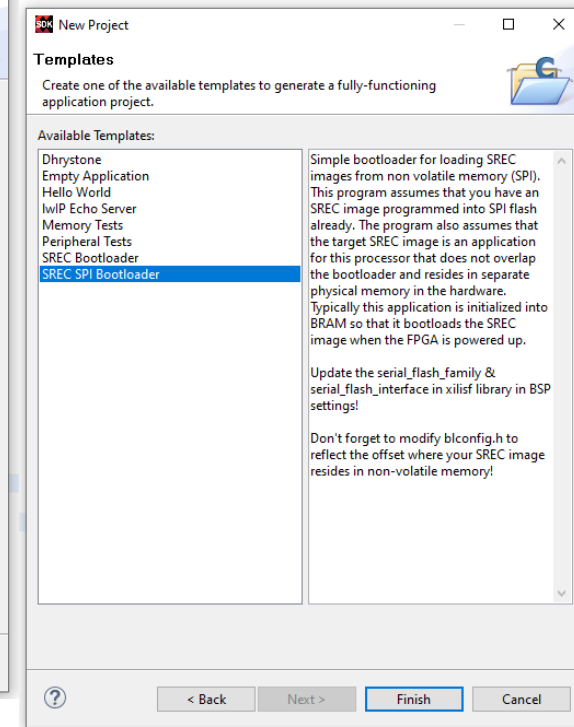 SDK New Project
Templates
Create one of the available templates to generate a fully-functioning
application project.
Available Templates:
Dhrystone
Empty Application
Hello World
lwIP Echo Server
Memory Tests
Peripheral Tests
SREC Bootloader
SREC SPI Bootloader
Simple bootloader for loading SREC
images from non volatile memory (SPI).
This program assumes that you have an
SREC image programmed into SPI flash
already. The program also assumes that
the target SREC image is an application
for this processor that does not overlap
the bootloader and resides in separate
physical memory in the hardware.
Typically this application is initialized into
BRAM so that it bootloads the SREC
image when the FPGA is powered up.
Update the serial_flash_family &
serial_flash_interface in xilisf library in BSP
settings!
Don't forget to modify blconfig.h to
reflect the offset where your SREC image
resides in non-volatile memory!
?
< Back
Next >
Finish
Cancel